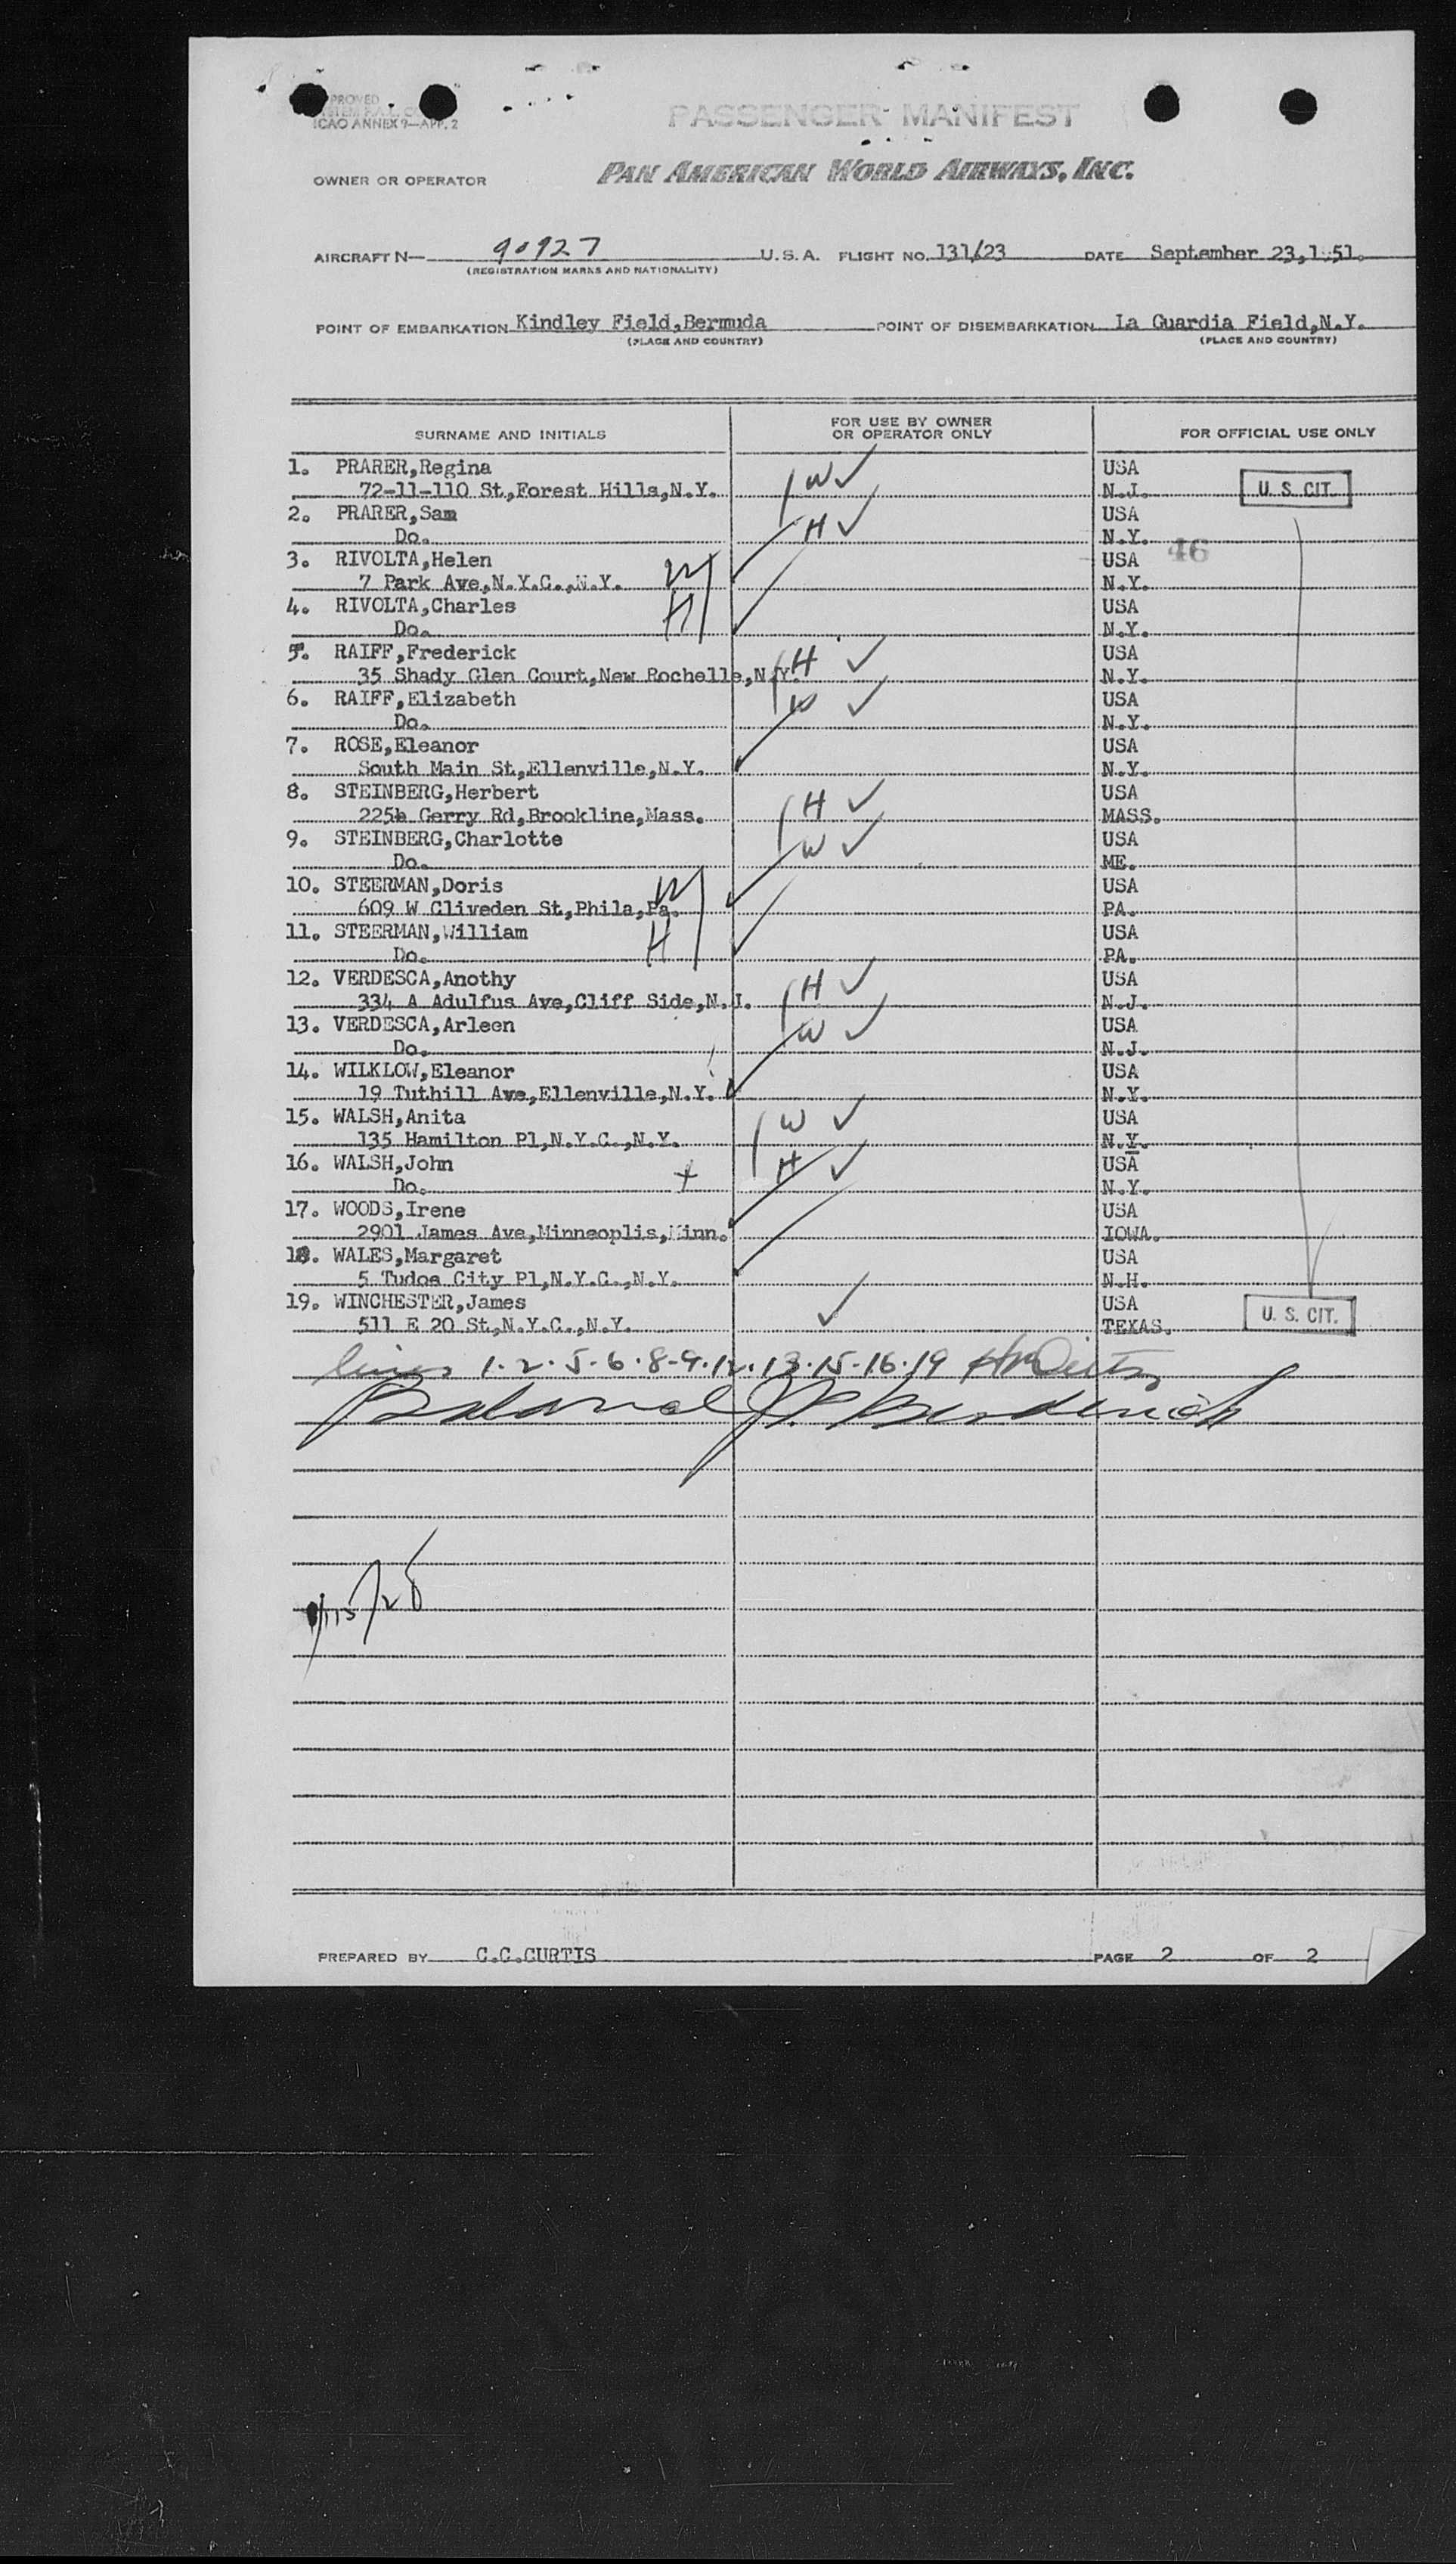 PROVED
ICAO ANNEX 9—APP. 2
PASSENGER MANIFEST
OWNER OR OPERATOR
PAN AMERICAN WORLD AIRWAYS, INC.
AIRCRAFT N— 90927 U.S.A. FLIGHT NO. 131/23 DATE September 23,1951.
(REGISTRATION MARKS AND NATIONALITY)
POINT OF EMBARKATION Kindley Field,Bermuda POINT OF DISEMBARKATION La Guardia Field,N.Y.
(PLACE AND COUNTRY) (PLACE AND COUNTRY)
SURNAME AND INITIALS FOR USE BY OWNER OR OPERATOR ONLY FOR OFFICIAL USE ONLY
1. PRARER,Regina W✓ USA
72-11-110 St,Forest Hills,N.Y. N.J. U. S. CIT.
2. PRARER,Sam H ✓ USA
Do. N.Y. 46
3. RIVOLTA,Helen W USA
7 Park Ave,N.Y.C.,N.Y. N.Y.
4. RIVOLTA,Charles H USA
Do. N.Y.
5. RAIFF,Frederick H ✓ USA
35 Shady Glen Court,New Rochelle,N.Y. N.Y.
6. RAIFF,Elizabeth W ✓ USA
Do. N.Y.
7. ROSE,Eleanor USA
South Main St,Ellenville,N.Y. N.Y.
8. STEINBERG,Herbert H ✓ USA
225b Gerry Rd,Brookline,Mass. MASS.
9. STEINBERG,Charlotte W ✓ USA
Do. ME.
10. STEERMAN,Doris W USA
609 W Cliveden St,Phila,Pa. PA.
11. STEERMAN,William H USA
Do. PA.
12. VERDESCA,Anothy H ✓ USA
334 A Adulfus Ave,Cliff Side,N.J. N.J.
13. VERDESCA,Arleen W ✓ USA
Do. N.J.
14. WILKLOW,Eleanor USA
19 Tuthill Ave,Ellenville,N.Y. N.Y.
15. WALSH,Anita W ✓ USA
135 Hamilton Pl,N.Y.C.,N.Y. N.Y.
16. WALSH,John + H ✓ USA
Do. N.Y.
17. WOODS,Irene USA
2901 James Ave,Minneoplis,Minn. IOWA.
18. WALES,Margaret USA
5 Tudos City Pl,N.Y.C.,N.Y. N.H.
19. WINCHESTER,James ✓ USA
511 E 20 St,N.Y.C.,N.Y. TEXAS. U. S. CIT.
lines 1.2.5.6.8-9.12.13.15-16.19
Balance
PREPARED BY C.C.CURTIS PAGE 2 OF 2